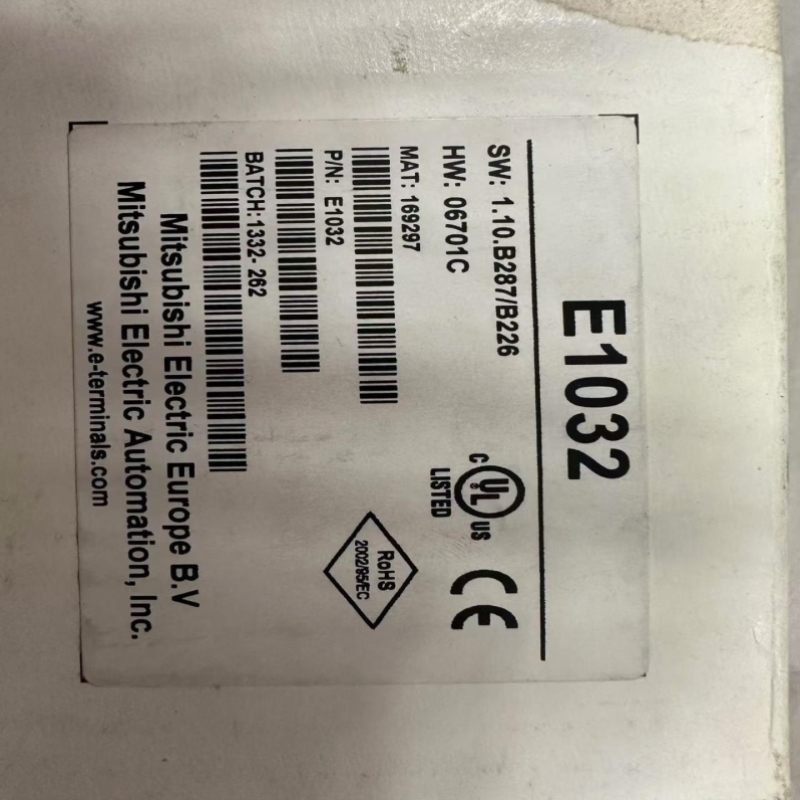 E1032
SW: 1.10.B287/B226
HW: 06701C
C UL US
LISTED
CE
MAT: 169297
RoHS
2002/95/EC
P/N: E1032
BATCH:1332- 262
Mitsubishi Electric Europe B.V
Mitsubishi Electric Automation, Inc.
www.e-terminals.com